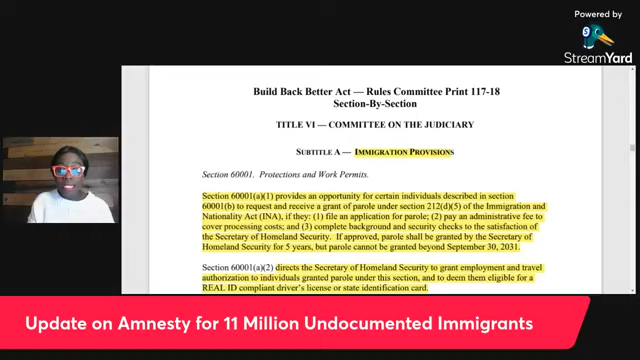 Powered by
StreamYard
Build Back Better Act — Rules Committee Print 117-18
Section-By-Section
TITLE VI — COMMITTEE ON THE JUDICIARY
SUBTITLE A— IMMIGRATION PROVISIONS
Section 60001. Protections and Work Permits.
Section 60001(a)(1) provides an opportunity for certain individuals described in section
6001(b) to request and receive a grant of parole under section 212(d)(5) of the Immigration and
Nationality Act (INA), if they: (1) file an application for parole; (2) pay an administrative fee to
cover processing costs; and (3) complete background and security checks to the satisfaction of
the Secretary of Homeland Security. If approved, parole shall be granted by the Secretary of
Homeland Security for 5 years, but parole cannot be granted beyond September 30, 2031.
Section 60001(a)(2) directs the Secretary of Homeland Security to grant employment and travel
authorization to individuals granted parole under this section, and to deem them eligible for a
REAL ID compliant driver's license or state identification card.
Update on Amnesty for 11 Million Undocumented Immigrants